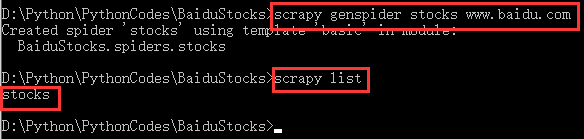 D:\Python\PythonCodes\BaiduStocks>scrapy genspider stocks www.baidu.com
Created spider 'stocks' using template 'basic' in module:
  BaiduStocks.spiders.stocks
D:\Python\PythonCodes\BaiduStocks>scrapy list
stocks
D:\Python\PythonCodes\BaiduStocks>